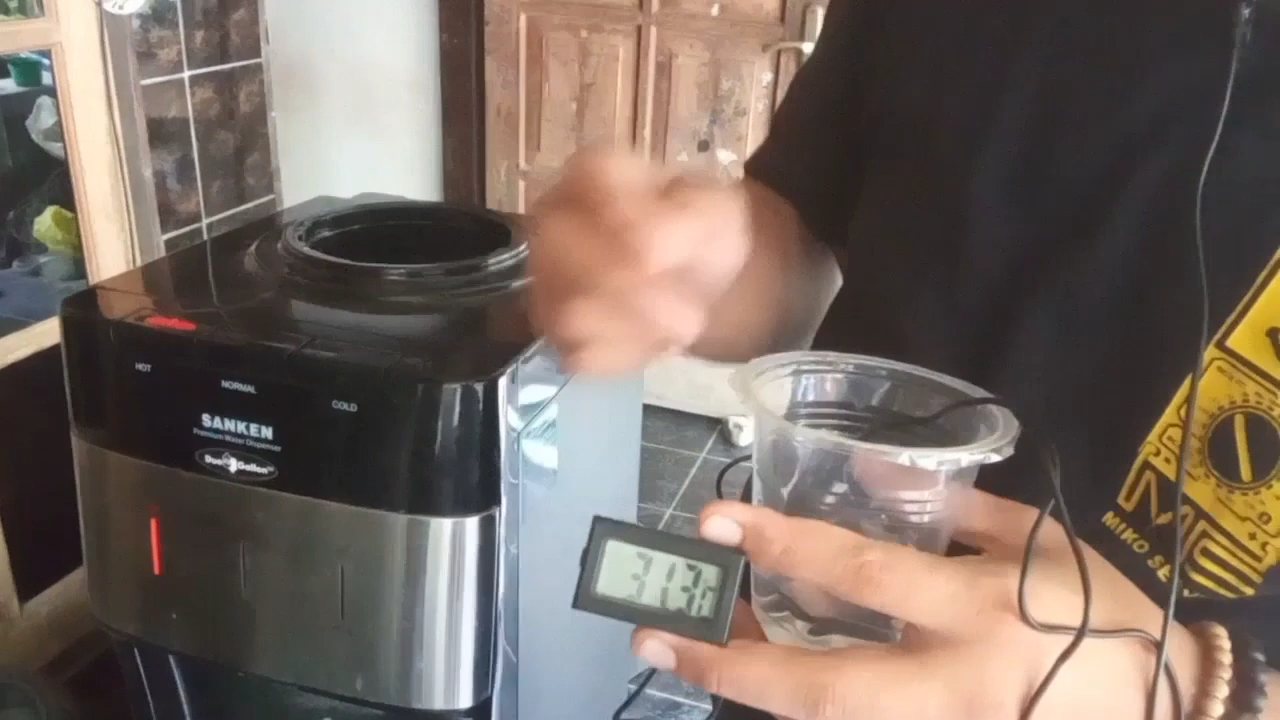 HOT
NORMAL
COLD
SANKEN
Premium Water Dispenser
Duo Gallon
31.3
MIKO SE